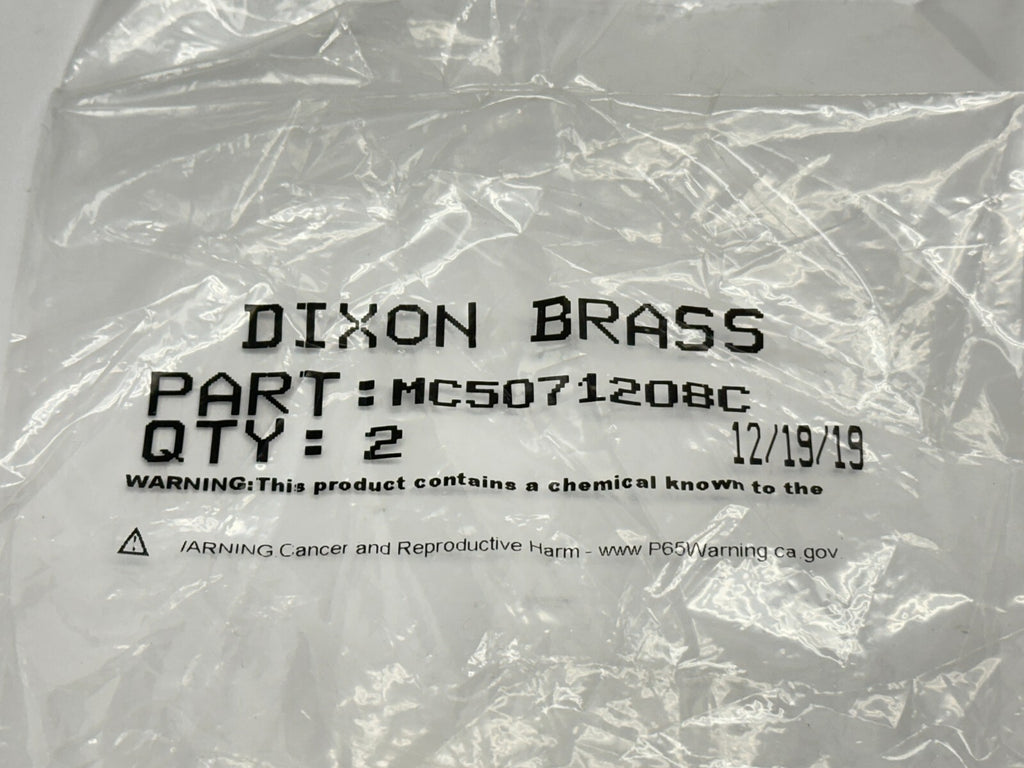 DIXON BRASS
PART:MC5071208C
QTY: 2 12/19/19
WARNING:This product contains a chemical known to the
⚠ /ARNING Cancer and Reproductive Harm - www P65Warning ca gov